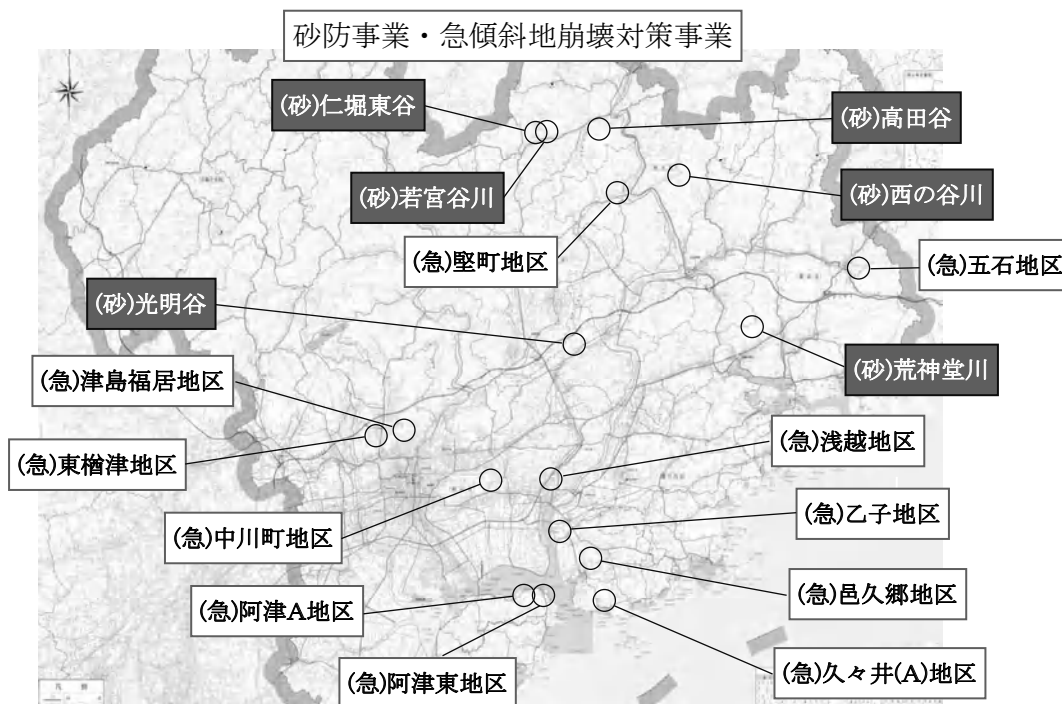 砂防事業・急傾斜地崩壊対策事業
(砂)仁堀東谷
(砂)高田谷
(砂)若宮谷川
(砂)西の谷川
(急)堅町地区
(急)五石地区
(砂)光明谷
(砂)荒神堂川
(急)津島福居地区
(急)浅越地区
(急)東楢津地区
(急)乙子地区
(急)中川町地区
(急)邑久郷地区
(急)阿津A地区
(急)久々井(A)地区
(急)阿津東地区